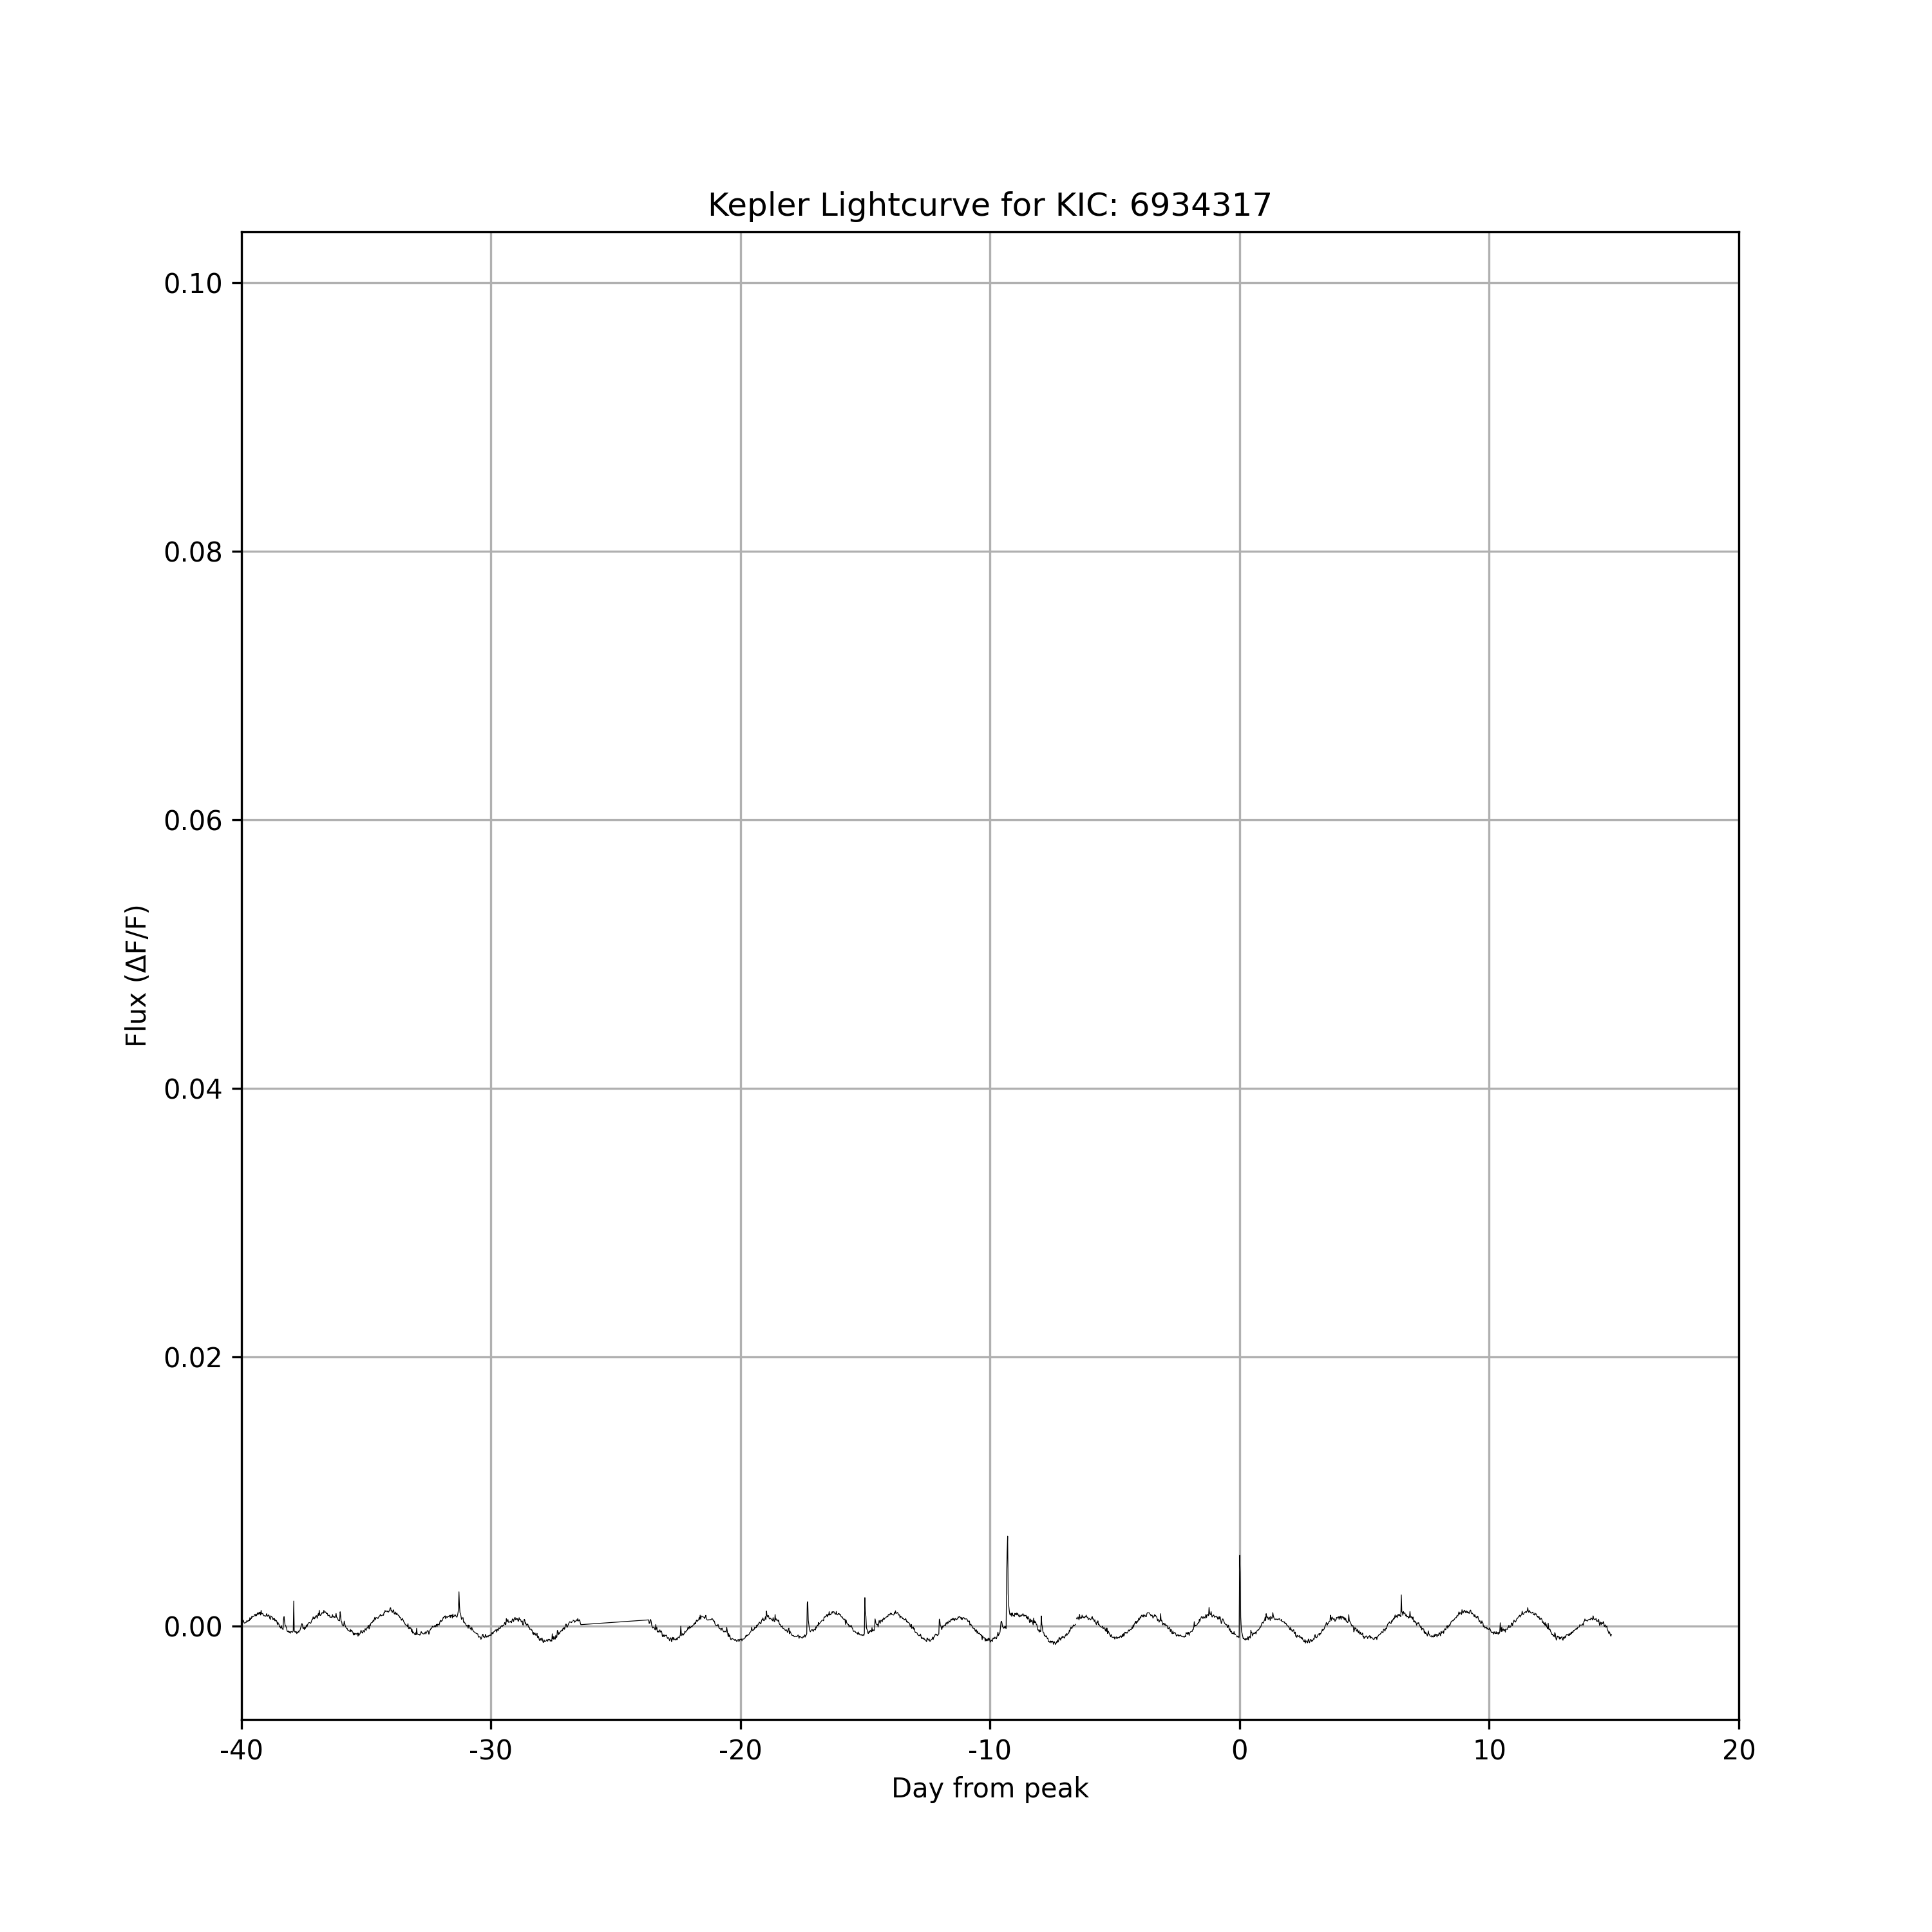 Kepler Lightcurve for KIC: 6934317
0.10
0.08
0.06
0.04
0.02
0.00
Flux (ΔF/F)
-40 -30 -20 -10 0 10 20
Day from peak